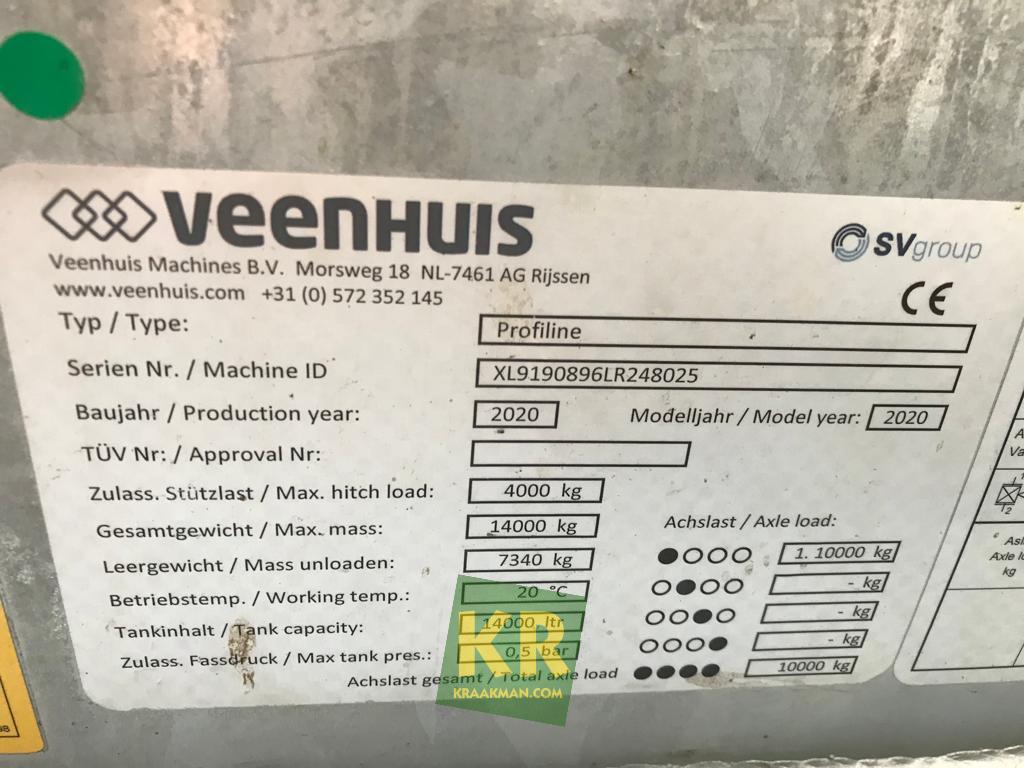 VEENHUIS
SVgroup
Veenhuis Machines B.V. Morsweg 18 NL-7461 AG Rijssen
www.veenhuis.com +31 (0) 572 352 145
CE
Typ / Type: Profiline
Serien Nr. / Machine ID XL9190896LR248025
Baujahr / Production year: 2020 Modelljahr / Model year: 2020
TÜV Nr: / Approval Nr:
Zulass. Stützlast / Max. hitch load: 4000 kg
Gesamtgewicht / Max. mass: 14000 kg Achslast / Axle load:
Leergewicht / Mass unloaden: 7340 kg 1. 10000 kg
Betriebstemp. / Working temp.: 20 °C - kg
Tankinhalt / Tank capacity: 14000 ltr - kg
Zulass. Fassdruck / Max tank pres.: 0,5 bar - kg
Achslast gesamt / Total axle load 10000 kg
KR
KRAAKMAN.COM
Axle
kg